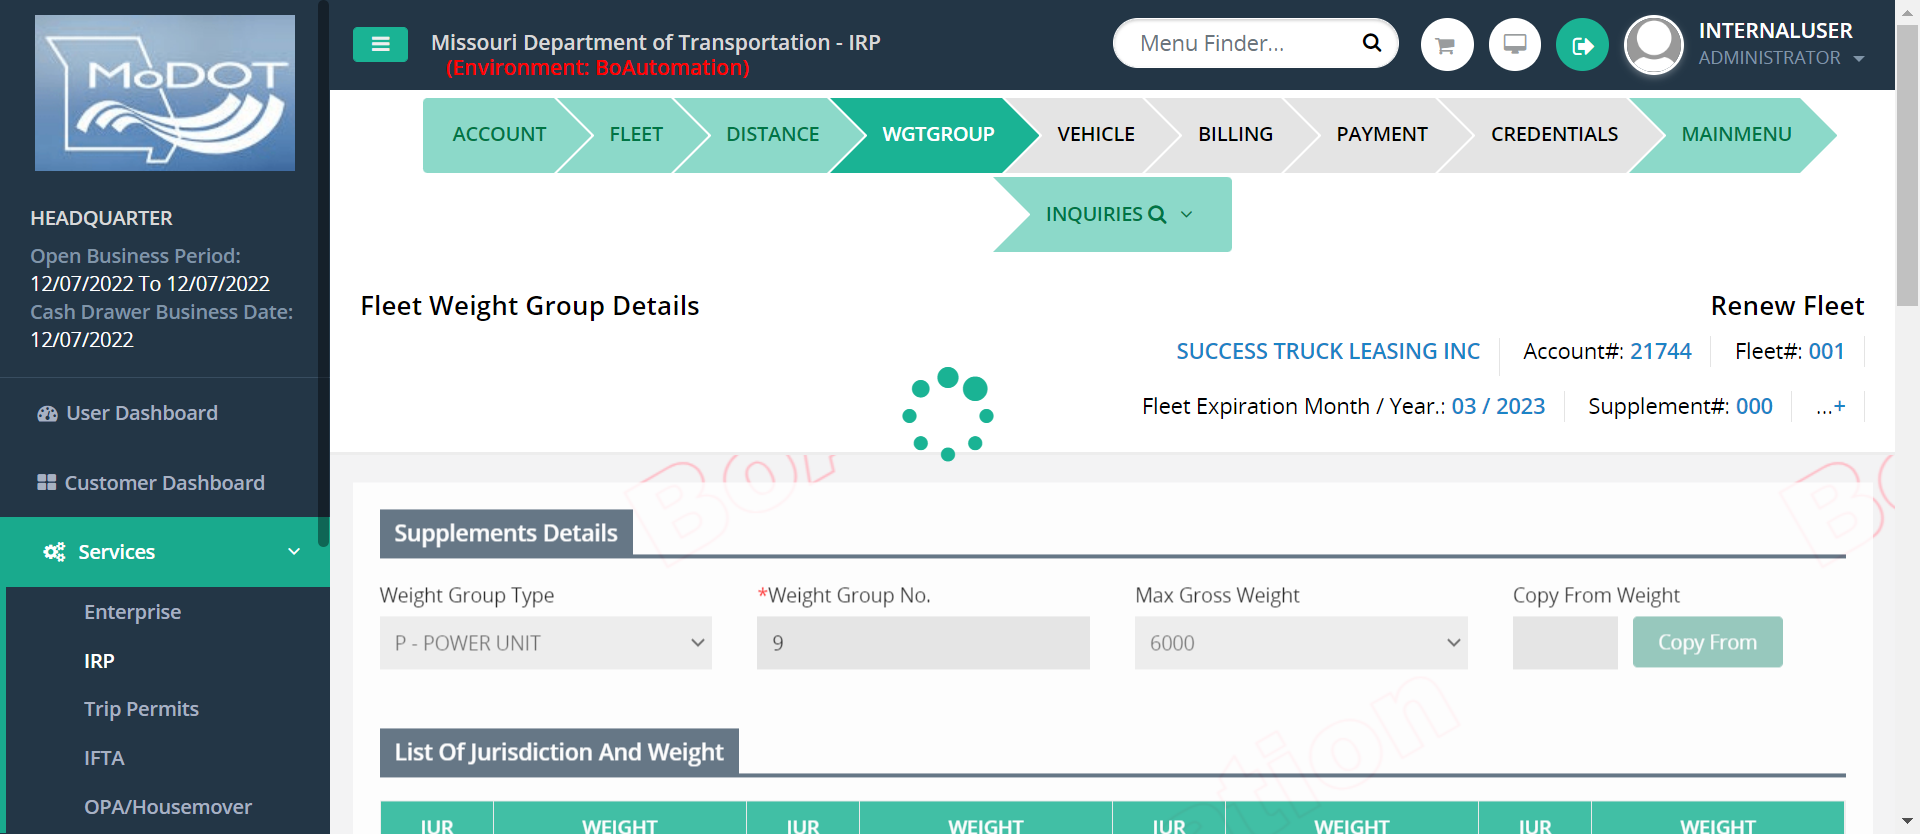 MoDOT
Missouri Department of Transportation - IRP
(Environment: BoAutomation)
Menu Finder...
INTERNALUSER
ADMINISTRATOR
HEADQUARTER
Open Business Period:
12/07/2022 To 12/07/2022
Cash Drawer Business Date:
12/07/2022
User Dashboard
Customer Dashboard
Services
Enterprise
IRP
Trip Permits
IFTA
OPA/Housemover
ACCOUNT FLEET DISTANCE WGTGROUP VEHICLE BILLING PAYMENT CREDENTIALS MAINMENU
INQUIRIES
Fleet Weight Group Details
Renew Fleet
SUCCESS TRUCK LEASING INC Account#: 21744 Fleet#: 001
Fleet Expiration Month / Year.: 03 / 2023 Supplement#: 000 ...+
Supplements Details
Weight Group Type *Weight Group No. Max Gross Weight Copy From Weight
P - POWER UNIT 9 6000 Copy From
List Of Jurisdiction And Weight
JUR WEIGHT JUR WEIGHT JUR WEIGHT JUR WEIGHT